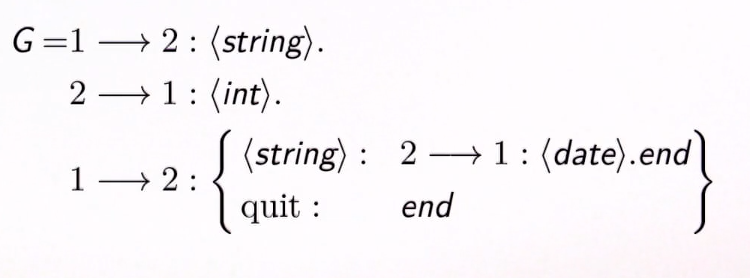 G = 1 ⟶ 2 : ⟨string⟩.
2 ⟶ 1 : ⟨int⟩.
1 ⟶ 2 : { ⟨string⟩ : 2 ⟶ 1 : ⟨date⟩.end
quit : end }